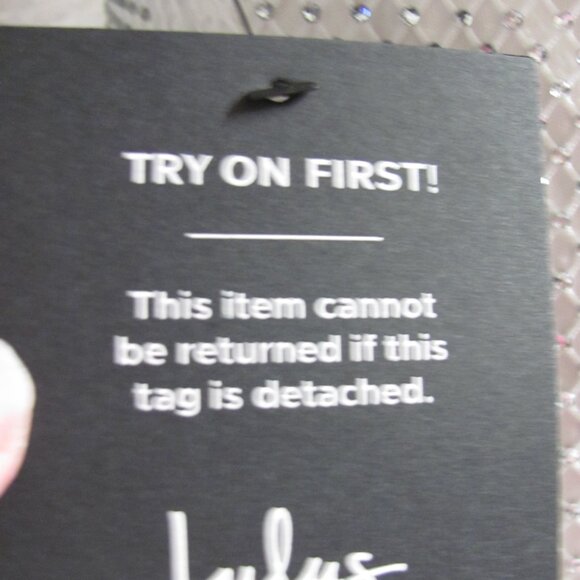 TRY ON FIRST!
This item cannot
be returned if this
tag is detached.
Lulus